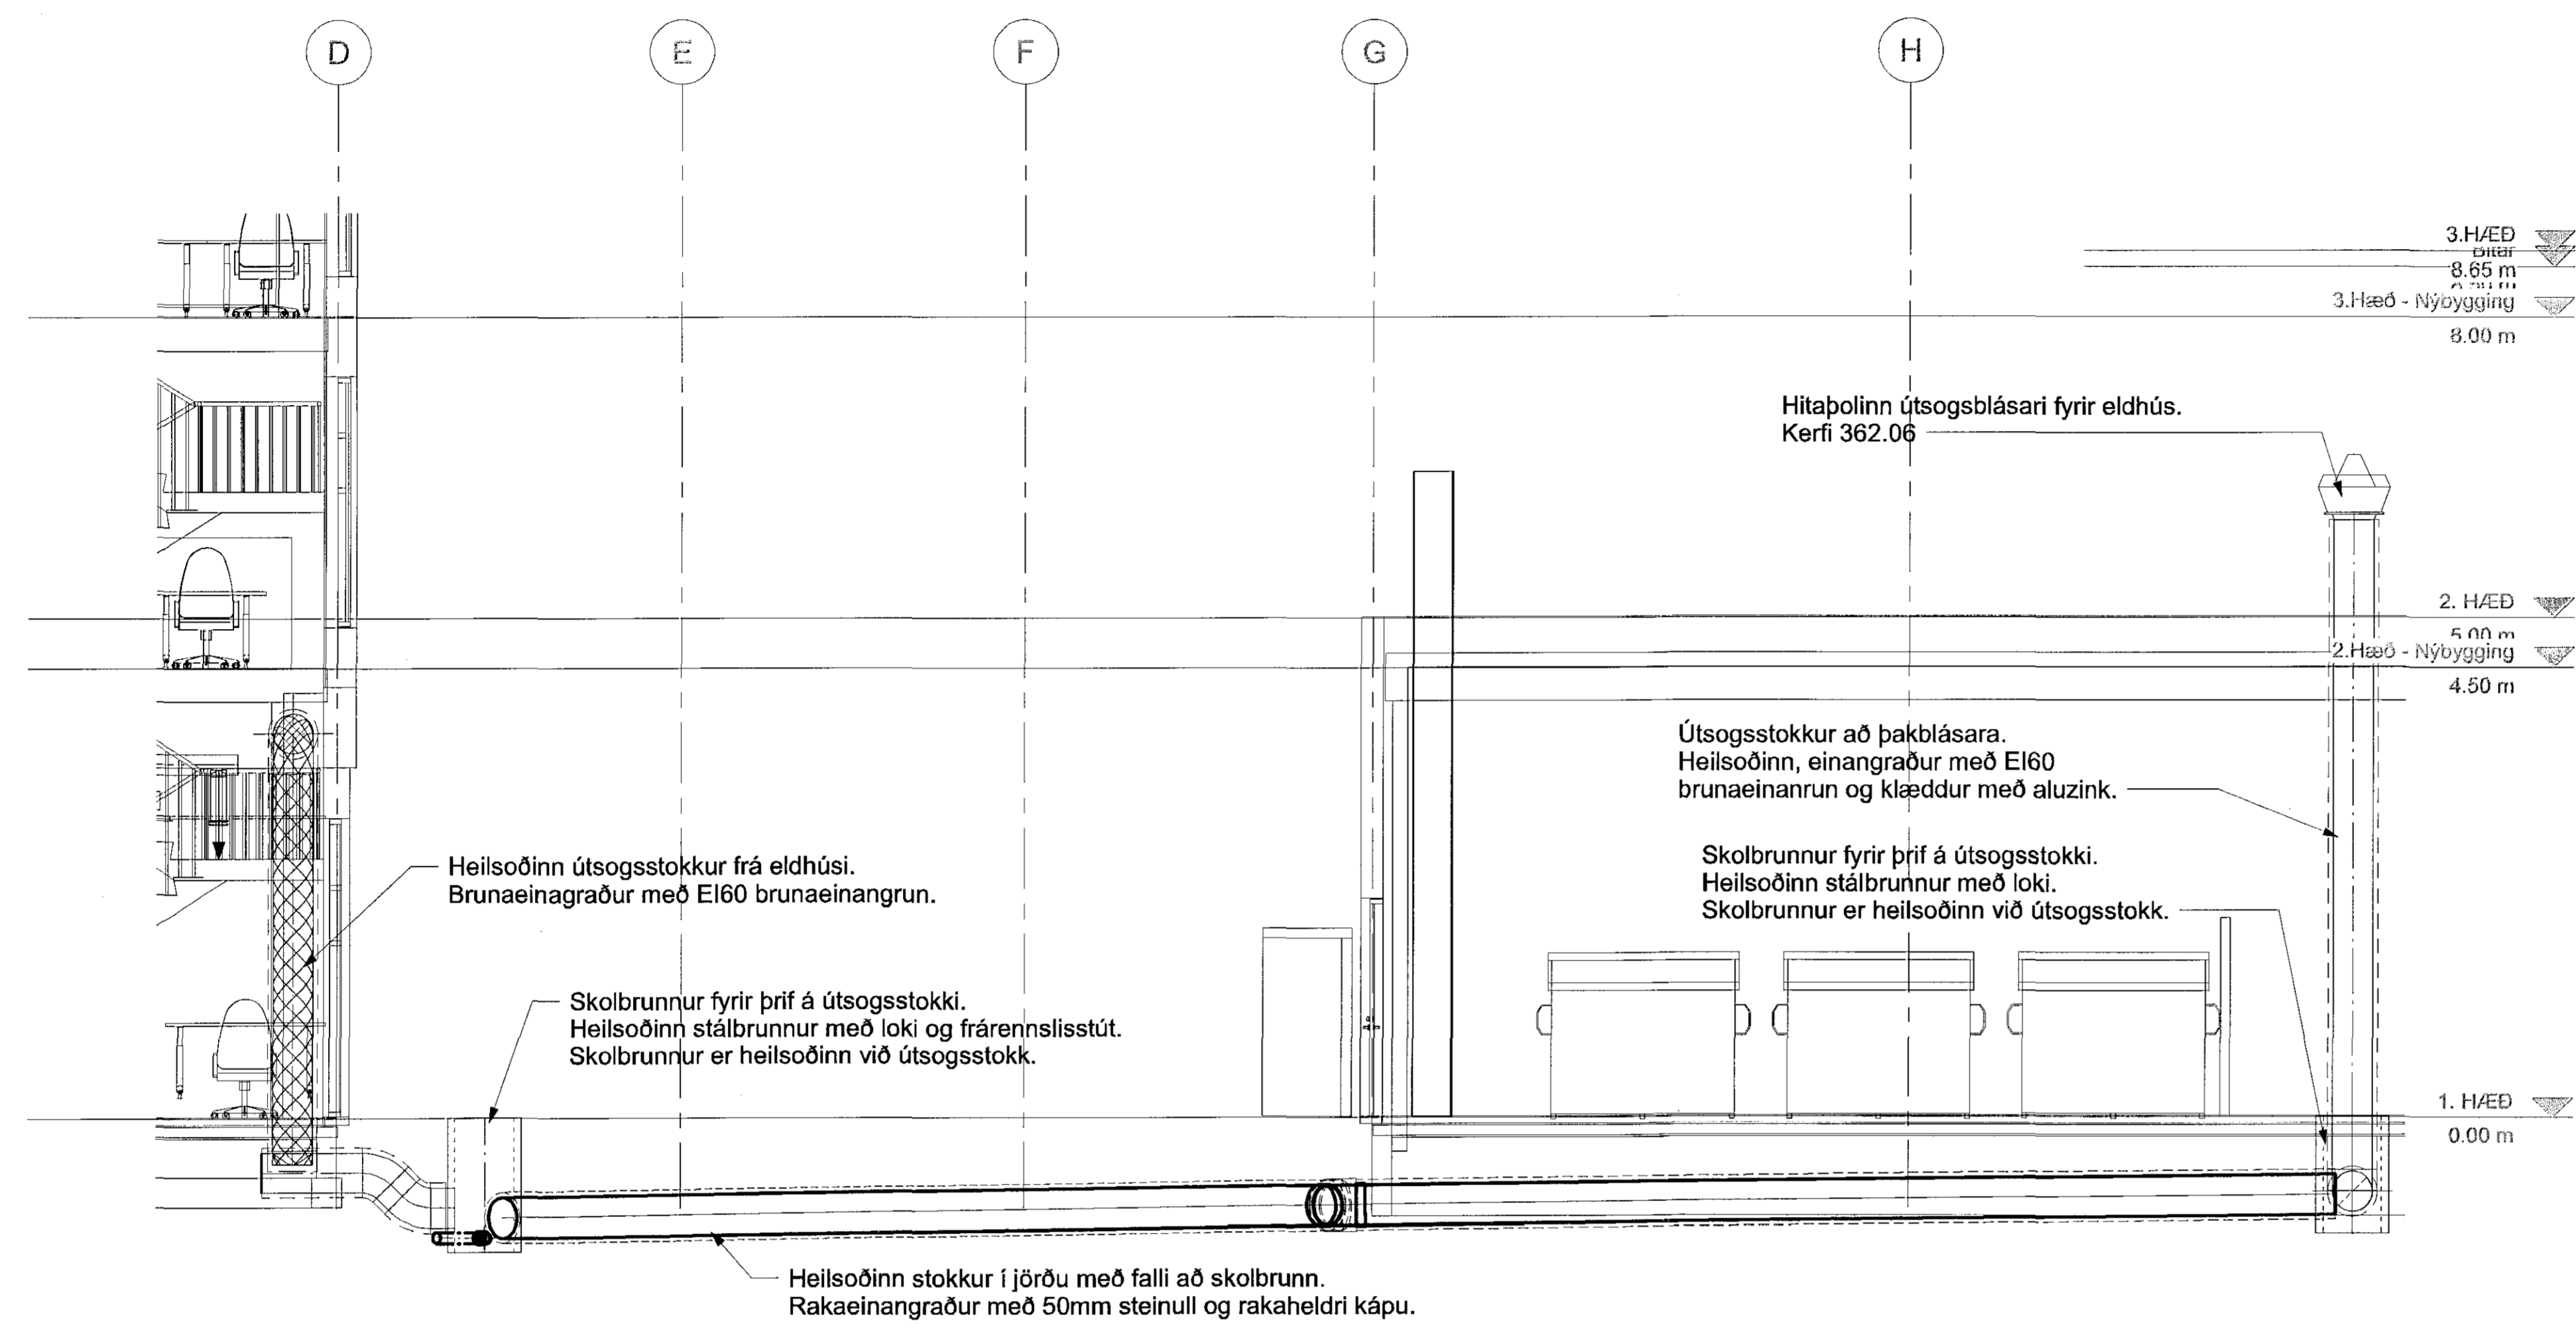 D
E
F
G
H
3.HÆÐ
Bitar
8.65 m
3.Hæð - Nýbygging
8.00 m
Hitaþolinn útsogsblásari fyrir eldhús.
Kerfi 362.06
2. HÆÐ
5.00 m
2.Hæð - Nýbygging
4.50 m
Útsogsstokkur að þakblásara.
Heilsoðinn, einangraður með EI60
brunaeinanrun og klæddur með aluzink.
Skolbrunnur fyrir þrif á útsogsstokki.
Heilsoðinn stálbrunnur með loki.
Skolbrunnur er heilsoðinn við útsogsstokk.
Heilsoðinn útsogsstokkur frá eldhúsi.
Brunaeinagraður með EI60 brunaeinangrun.
Skolbrunnur fyrir þrif á útsogsstokki.
Heilsoðinn stálbrunnur með loki og frárennslisstút.
Skolbrunnur er heilsoðinn við útsogsstokk.
1. HÆÐ
0.00 m
Heilsoðinn stokkur í jörðu með falli að skolbrunn.
Rakaeinangraður með 50mm steinull og rakaheldri kápu.